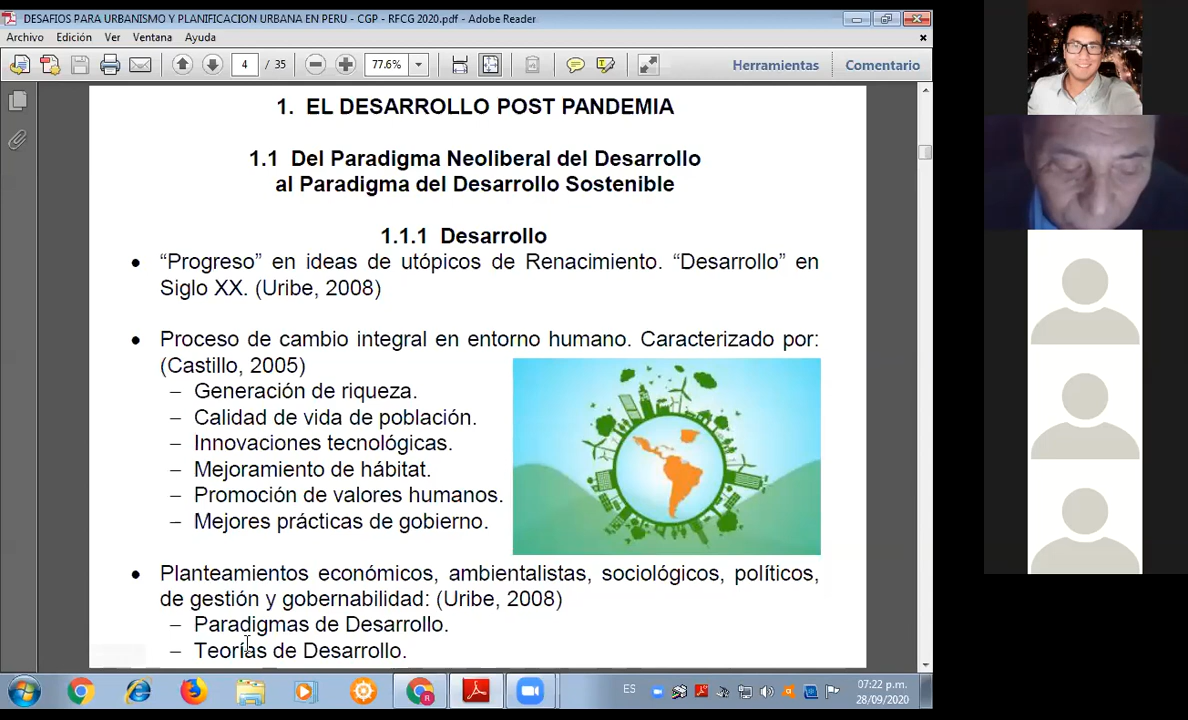 DESAFIOS PARA URBANISMO Y PLANIFICACION URBANA EN PERU - CGP - RFCG 2020.pdf - Adobe Reader
Archivo Edición Ver Ventana Ayuda
4 / 35 77.6% Herramientas Comentario
1. EL DESARROLLO POST PANDEMIA
1.1 Del Paradigma Neoliberal del Desarrollo
al Paradigma del Desarrollo Sostenible
1.1.1 Desarrollo
• “Progreso” en ideas de utópicos de Renacimiento. “Desarrollo” en
Siglo XX. (Uribe, 2008)
• Proceso de cambio integral en entorno humano. Caracterizado por:
(Castillo, 2005)
– Generación de riqueza.
– Calidad de vida de población.
– Innovaciones tecnológicas.
– Mejoramiento de hábitat.
– Promoción de valores humanos.
– Mejores prácticas de gobierno.
• Planteamientos económicos, ambientalistas, sociológicos, políticos,
de gestión y gobernabilidad: (Uribe, 2008)
– Paradigmas de Desarrollo.
– Teorías de Desarrollo.
ES 07:22 p.m.
28/09/2020